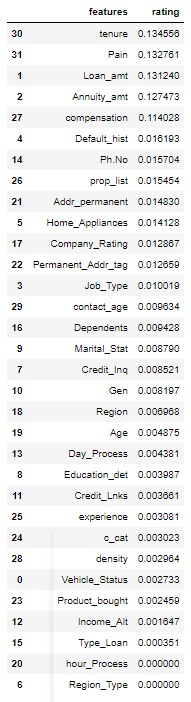 features rating
30 tenure 0.134556
31 Pain 0.132761
1 Loan_amt 0.131240
2 Annuity_amt 0.127473
27 compensation 0.114028
4 Default_hist 0.016193
14 Ph.No 0.015704
26 prop_list 0.015454
21 Addr_permanent 0.014830
5 Home_Appliances 0.014128
17 Company_Rating 0.012867
22 Permanent_Addr_tag 0.012659
3 Job_Type 0.010019
29 contact_age 0.009634
16 Dependents 0.009428
9 Marital_Stat 0.008790
7 Credit_Inq 0.008521
10 Gen 0.008197
18 Region 0.006968
19 Age 0.004875
13 Day_Process 0.004381
8 Education_det 0.003987
11 Credit_Lnks 0.003661
25 experience 0.003081
24 c_cat 0.003023
28 density 0.002964
0 Vehicle_Status 0.002733
23 Product_bought 0.002459
12 Income_Alt 0.001647
15 Type_Loan 0.000351
20 hour_Process 0.000000
6 Region_Type 0.000000